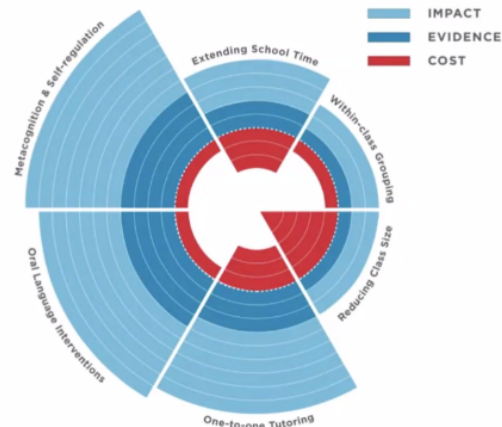 IMPACT
EVIDENCE
COST
Extending School Time
Metacognition & Self-regulation
Within-class Grouping
Reducing Class Size
Oral Language Interventions
One-to-one Tutoring